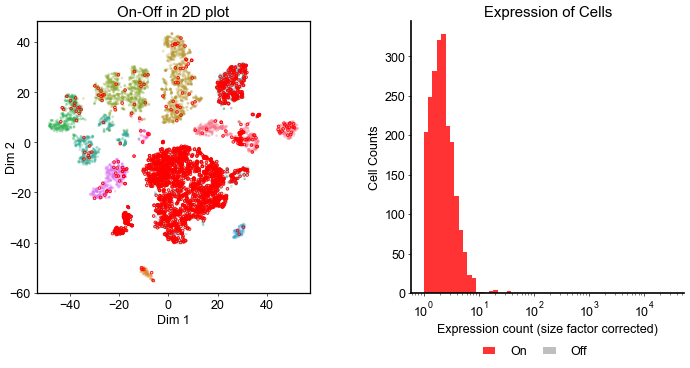 On-Off in 2D plot
Dim 2
40
20
0
−20
−40
−60
−40
−20
0
20
40
Dim 1
Expression of Cells
Cell Counts
300
250
200
150
100
50
0
10^0
10^1
10^2
10^3
10^4
Expression count (size factor corrected)
On
Off